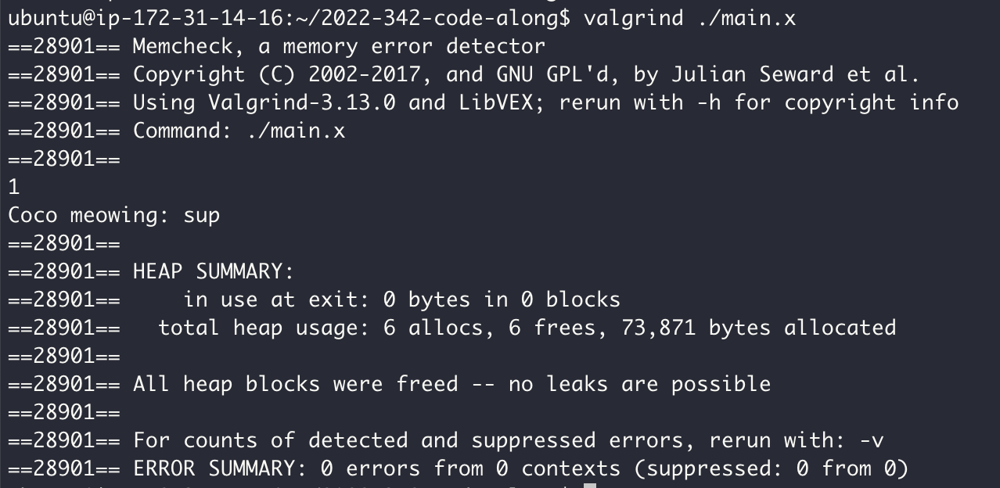 ubuntu@ip-172-31-14-16:~/2022-342-code-along$ valgrind ./main.x
==28901== Memcheck, a memory error detector
==28901== Copyright (C) 2002-2017, and GNU GPL'd, by Julian Seward et al.
==28901== Using Valgrind-3.13.0 and LibVEX; rerun with -h for copyright info
==28901== Command: ./main.x
==28901==
1
Coco meowing: sup
==28901==
==28901== HEAP SUMMARY:
==28901==     in use at exit: 0 bytes in 0 blocks
==28901==   total heap usage: 6 allocs, 6 frees, 73,871 bytes allocated
==28901==
==28901== All heap blocks were freed -- no leaks are possible
==28901==
==28901== For counts of detected and suppressed errors, rerun with: -v
==28901== ERROR SUMMARY: 0 errors from 0 contexts (suppressed: 0 from 0)